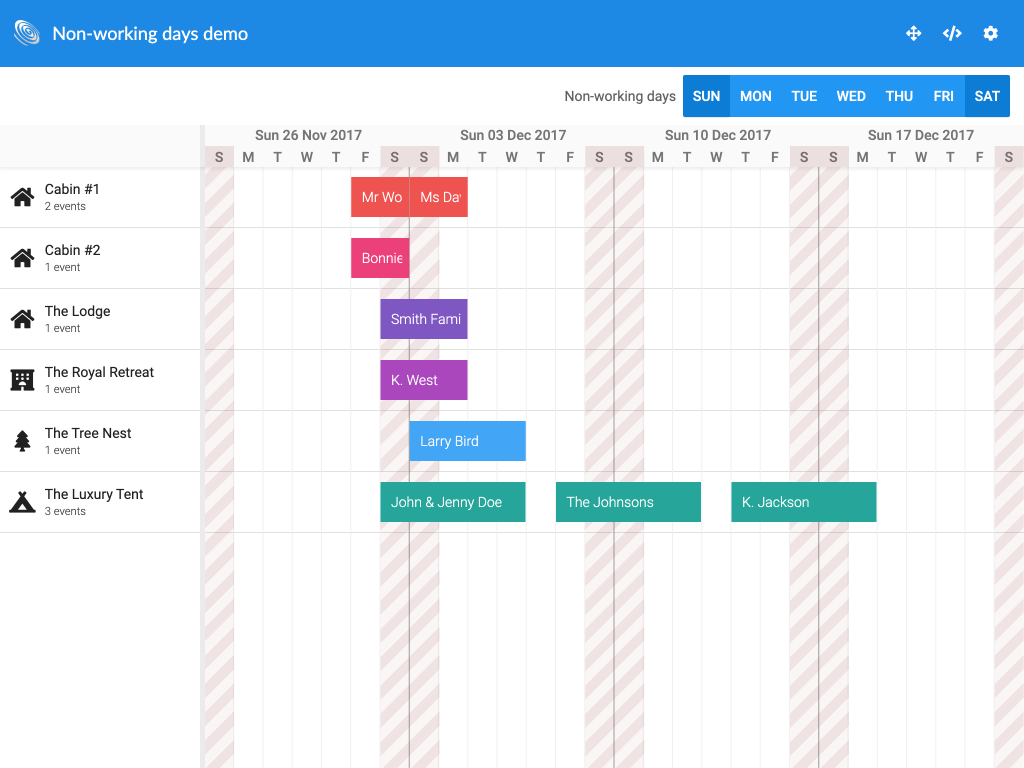 Non-working days demo
Non-working days SUN MON TUE WED THU FRI SAT
Sun 26 Nov 2017 Sun 03 Dec 2017 Sun 10 Dec 2017 Sun 17 Dec 2017
S M T W T F S S M T W T F S S M T W T F S S M T W T F S
Cabin #1
2 events
Mr Wo Ms Da
Cabin #2
1 event
Bonnie
The Lodge
1 event
Smith Fami
The Royal Retreat
1 event
K. West
The Tree Nest
1 event
Larry Bird
The Luxury Tent
3 events
John & Jenny Doe The Johnsons K. Jackson